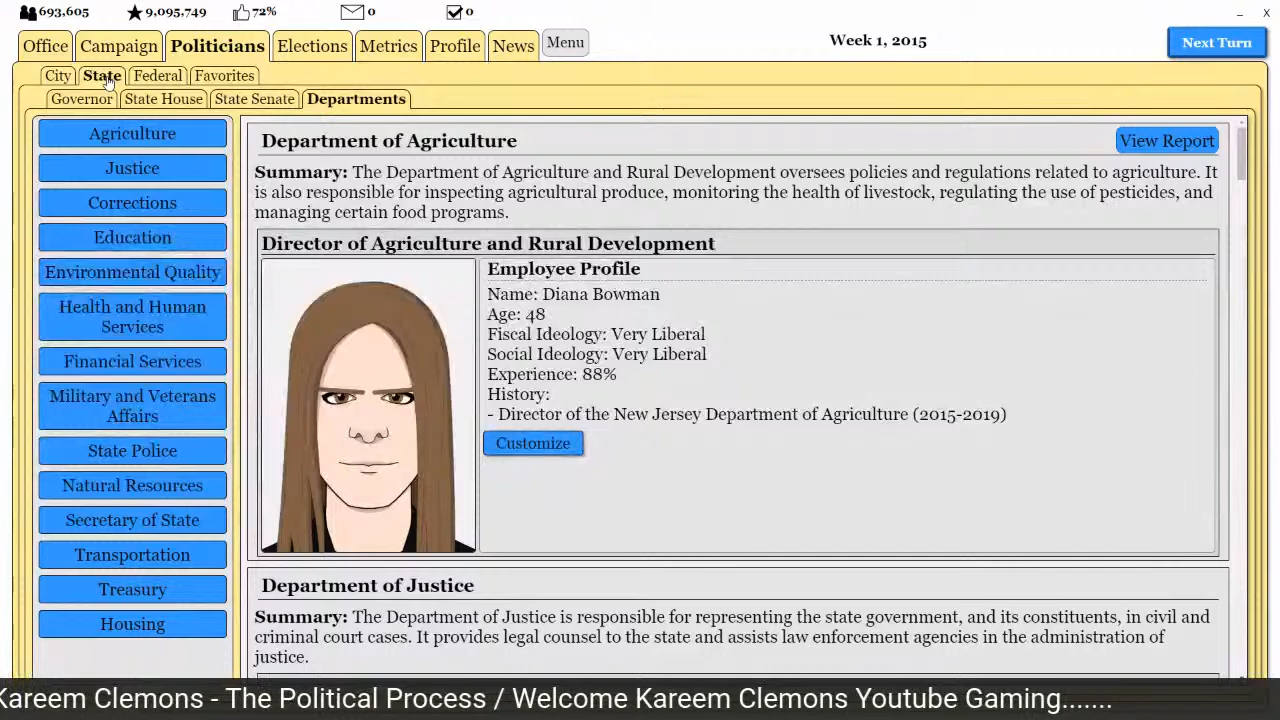 693,605 9,095,749 72% 0 0
Office Campaign Politicians Elections Metrics Profile News Menu Week 1, 2015 Next Turn
City State Federal Favorites
Governor State House State Senate Departments
Agriculture
Justice
Corrections
Education
Environmental Quality
Health and Human
Services
Financial Services
Military and Veterans
Affairs
State Police
Natural Resources
Secretary of State
Transportation
Treasury
Housing
Department of Agriculture View Report
Summary: The Department of Agriculture and Rural Development oversees policies and regulations related to agriculture. It
is also responsible for inspecting agricultural produce, monitoring the health of livestock, regulating the use of pesticides, and
managing certain food programs.
Director of Agriculture and Rural Development
Employee Profile
Name: Diana Bowman
Age: 48
Fiscal Ideology: Very Liberal
Social Ideology: Very Liberal
Experience: 88%
History:
- Director of the New Jersey Department of Agriculture (2015-2019)
Customize
Department of Justice
Summary: The Department of Justice is responsible for representing the state government, and its constituents, in civil and
criminal court cases. It provides legal counsel to the state and assists law enforcement agencies in the administration of
justice.
Kareem Clemons - The Political Process / Welcome Kareem Clemons Youtube Gaming.......